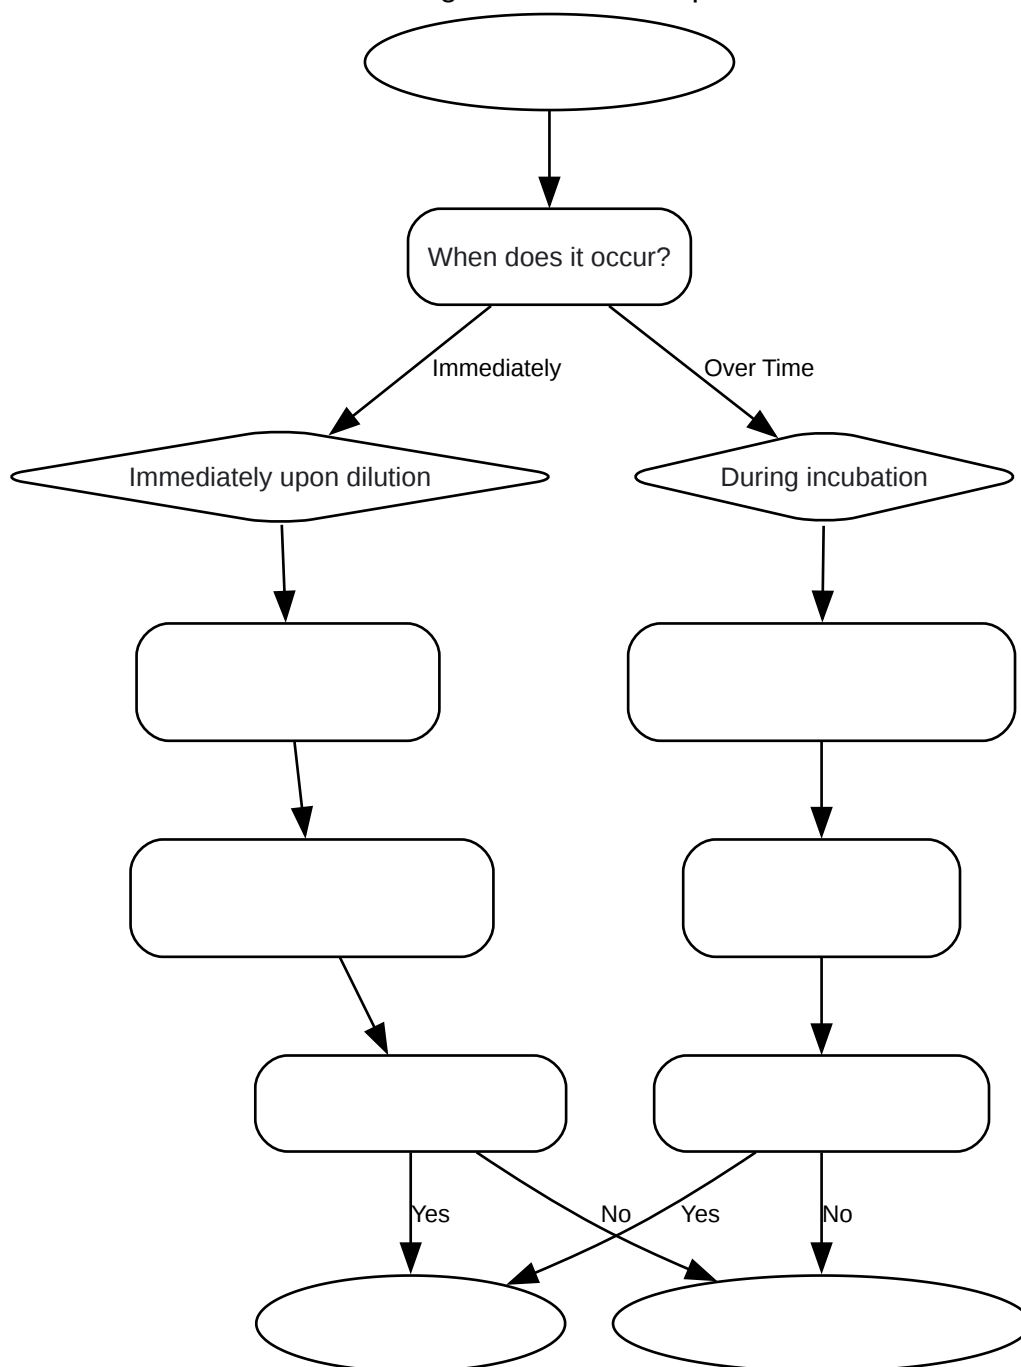 When does it occur?
Immediately
Over Time
Immediately upon dilution
During incubation
Yes
No
Yes
No